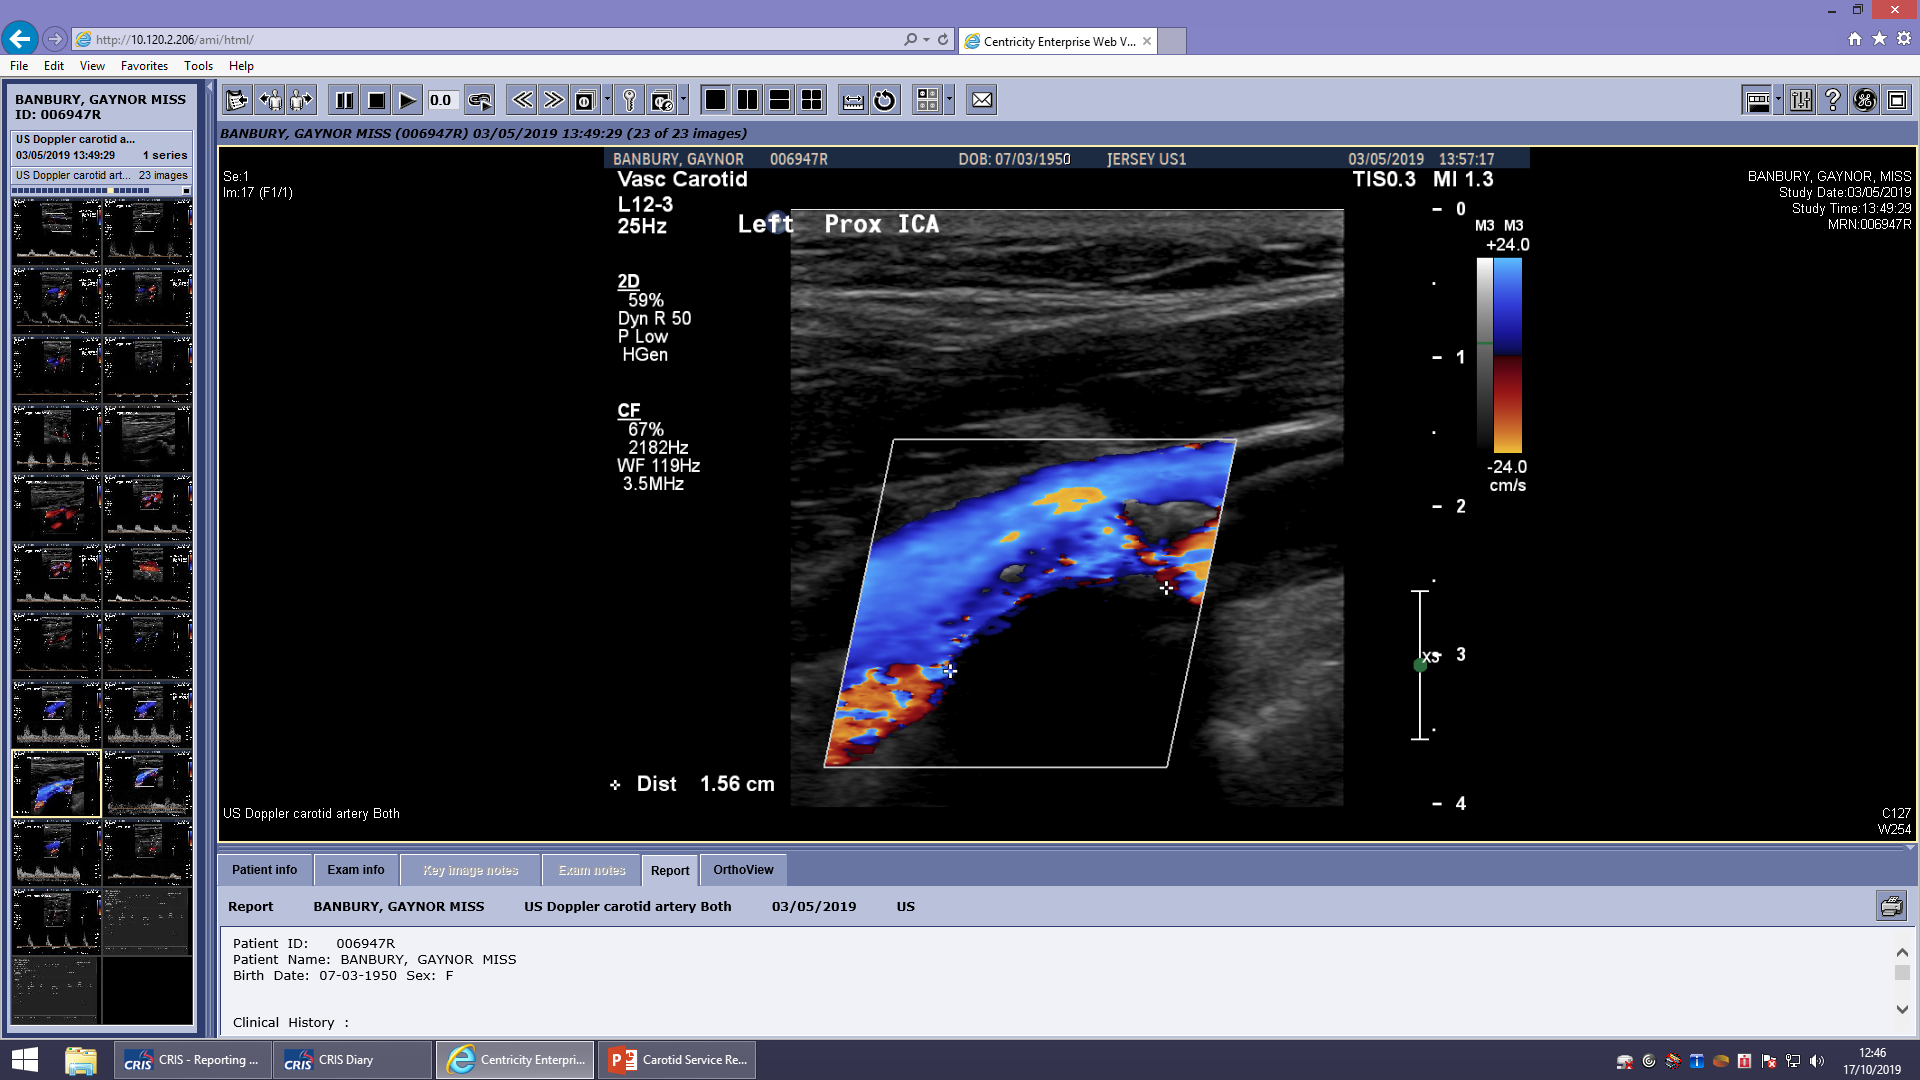 http://10.120.2.206/ami/html/
Centricity Enterprise Web V...
File Edit View Favorites Tools Help
BANBURY, GAYNOR MISS
ID: 006947R
US Doppler carotid a...
03/05/2019 13:49:29 1 series
US Doppler carotid art... 23 images
0.0
BANBURY, GAYNOR MISS (006947R) 03/05/2019 13:49:29 (23 of 23 images)
Se:1
Im:17 (F1/1)
BANBURY, GAYNOR 006947R DOB: 07/03/1950 JERSEY US1 03/05/2019 13:57:17
Vasc Carotid TIS0.3 MI 1.3
L12-3
25Hz
Left Prox ICA
2D
59%
Dyn R 50
P Low
HGen
CF
67%
2182Hz
WF 119Hz
3.5MHz
Dist 1.56 cm
0
1
2
3
4
X3
M3 M3
+24.0
-24.0
cm/s
BANBURY, GAYNOR, MISS
Study Date:03/05/2019
Study Time:13:49:29
MRN:006947R
US Doppler carotid artery Both
C127
W254
Patient info Exam info Key image notes Exam notes Report OrthoView
Report BANBURY, GAYNOR MISS US Doppler carotid artery Both 03/05/2019 US
Patient ID: 006947R
Patient Name: BANBURY, GAYNOR MISS
Birth Date: 07-03-1950 Sex: F
Clinical History :
CRIS - Reporting ...
CRIS Diary
Centricity Enterpri...
Carotid Service Re...
12:46
17/10/2019